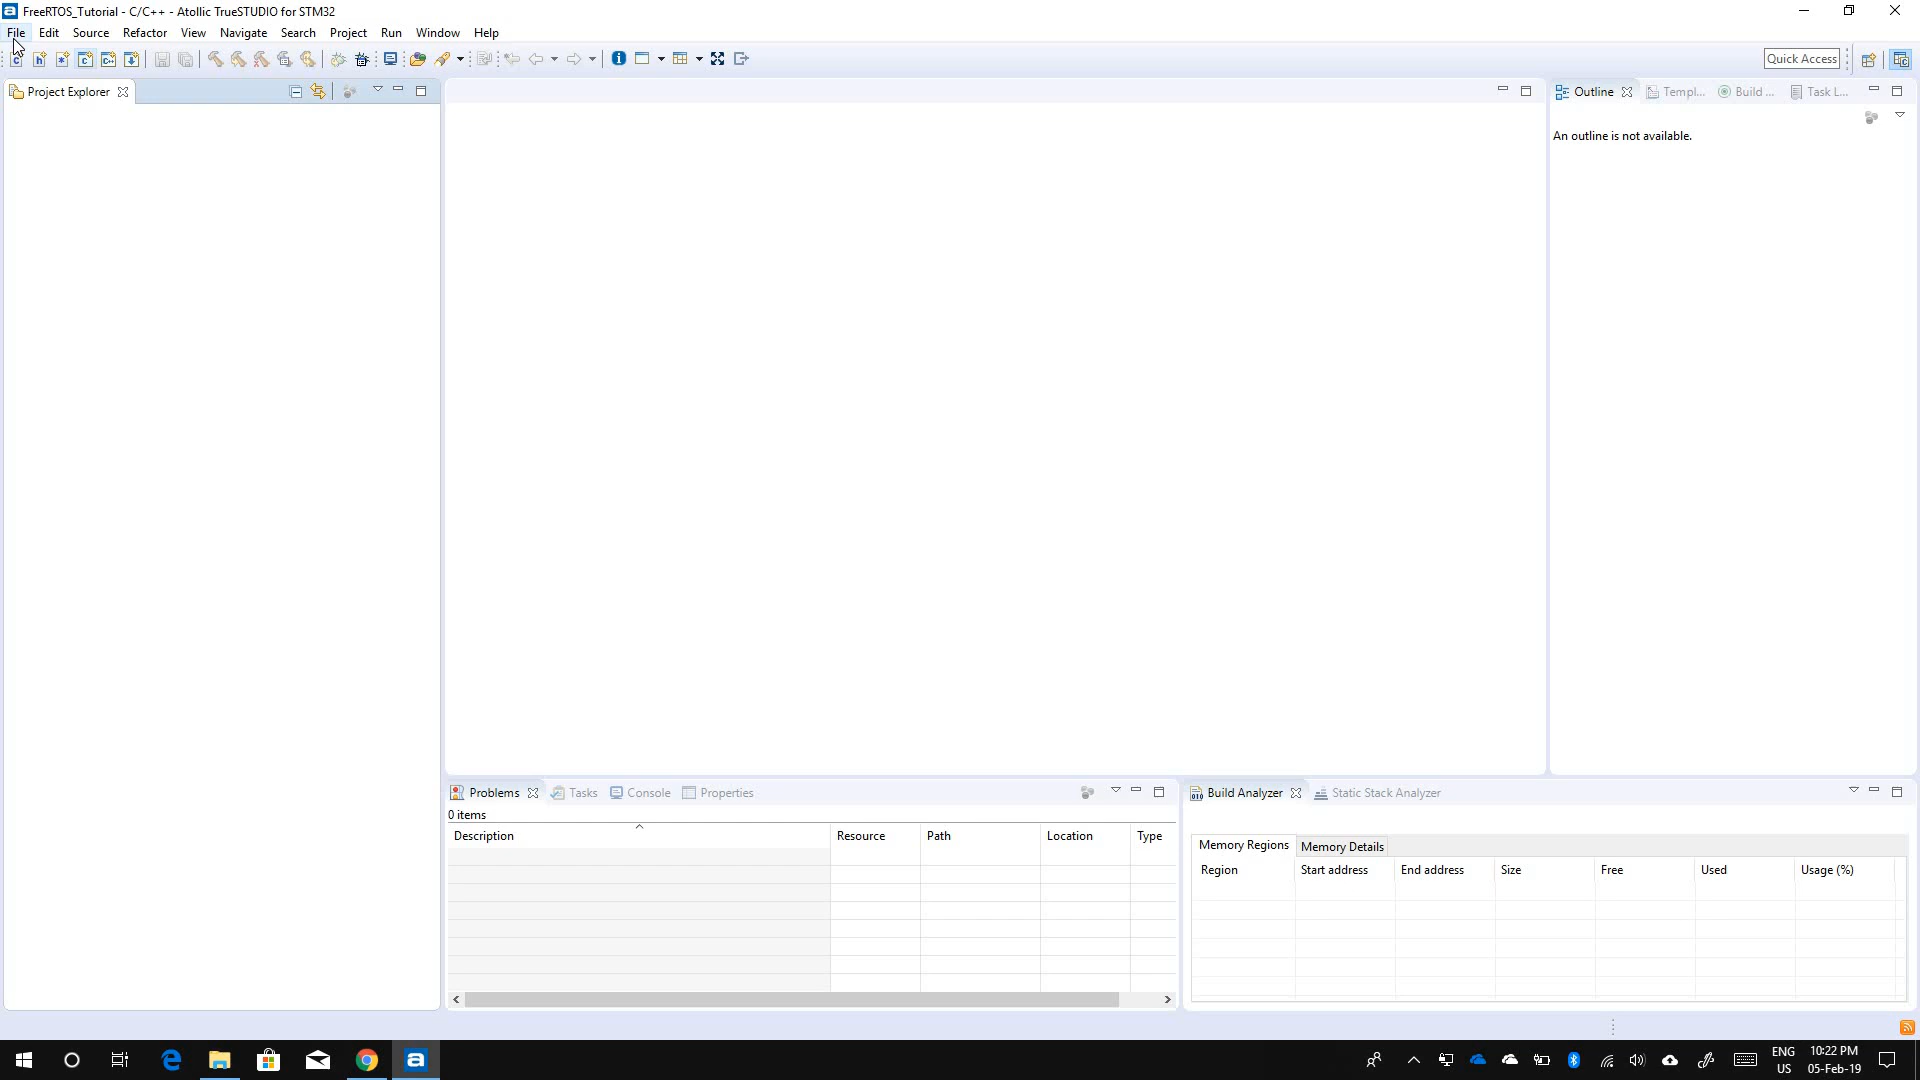 FreeRTOS_Tutorial - C/C++ - Atollic TrueSTUDIO for STM32
File Edit Source Refactor View Navigate Search Project Run Window Help
Quick Access
Project Explorer
Outline Templ... Build ... Task L...
An outline is not available.
Problems Tasks Console Properties
0 items
Description Resource Path Location Type
Build Analyzer Static Stack Analyzer
Memory Regions Memory Details
Region Start address End address Size Free Used Usage (%)
ENG 10:22 PM
US 05-Feb-19